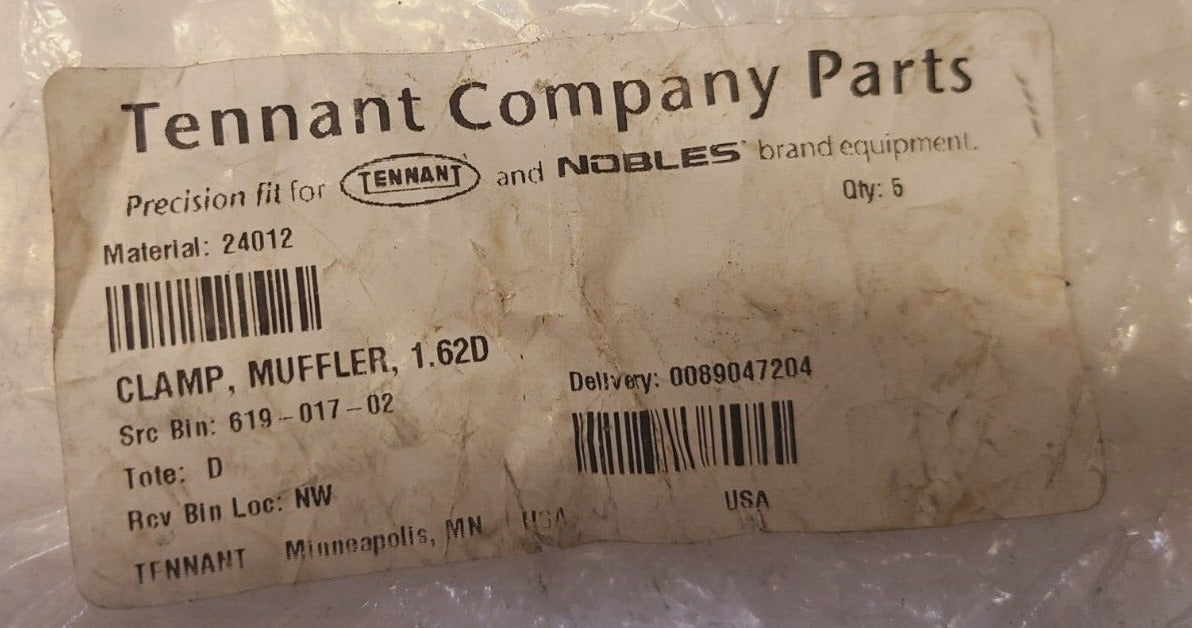 Tennant Company Parts
Precision fit for TENNANT and NOBLES brand equipment.
Qty: 5
Material: 24012
CLAMP, MUFFLER, 1.62D
Src Bin: 619-017-02
Delivery: 0089047204
Tote: D
Rcv Bin Loc: NW
USA
TENNANT Minneapolis, MN USA